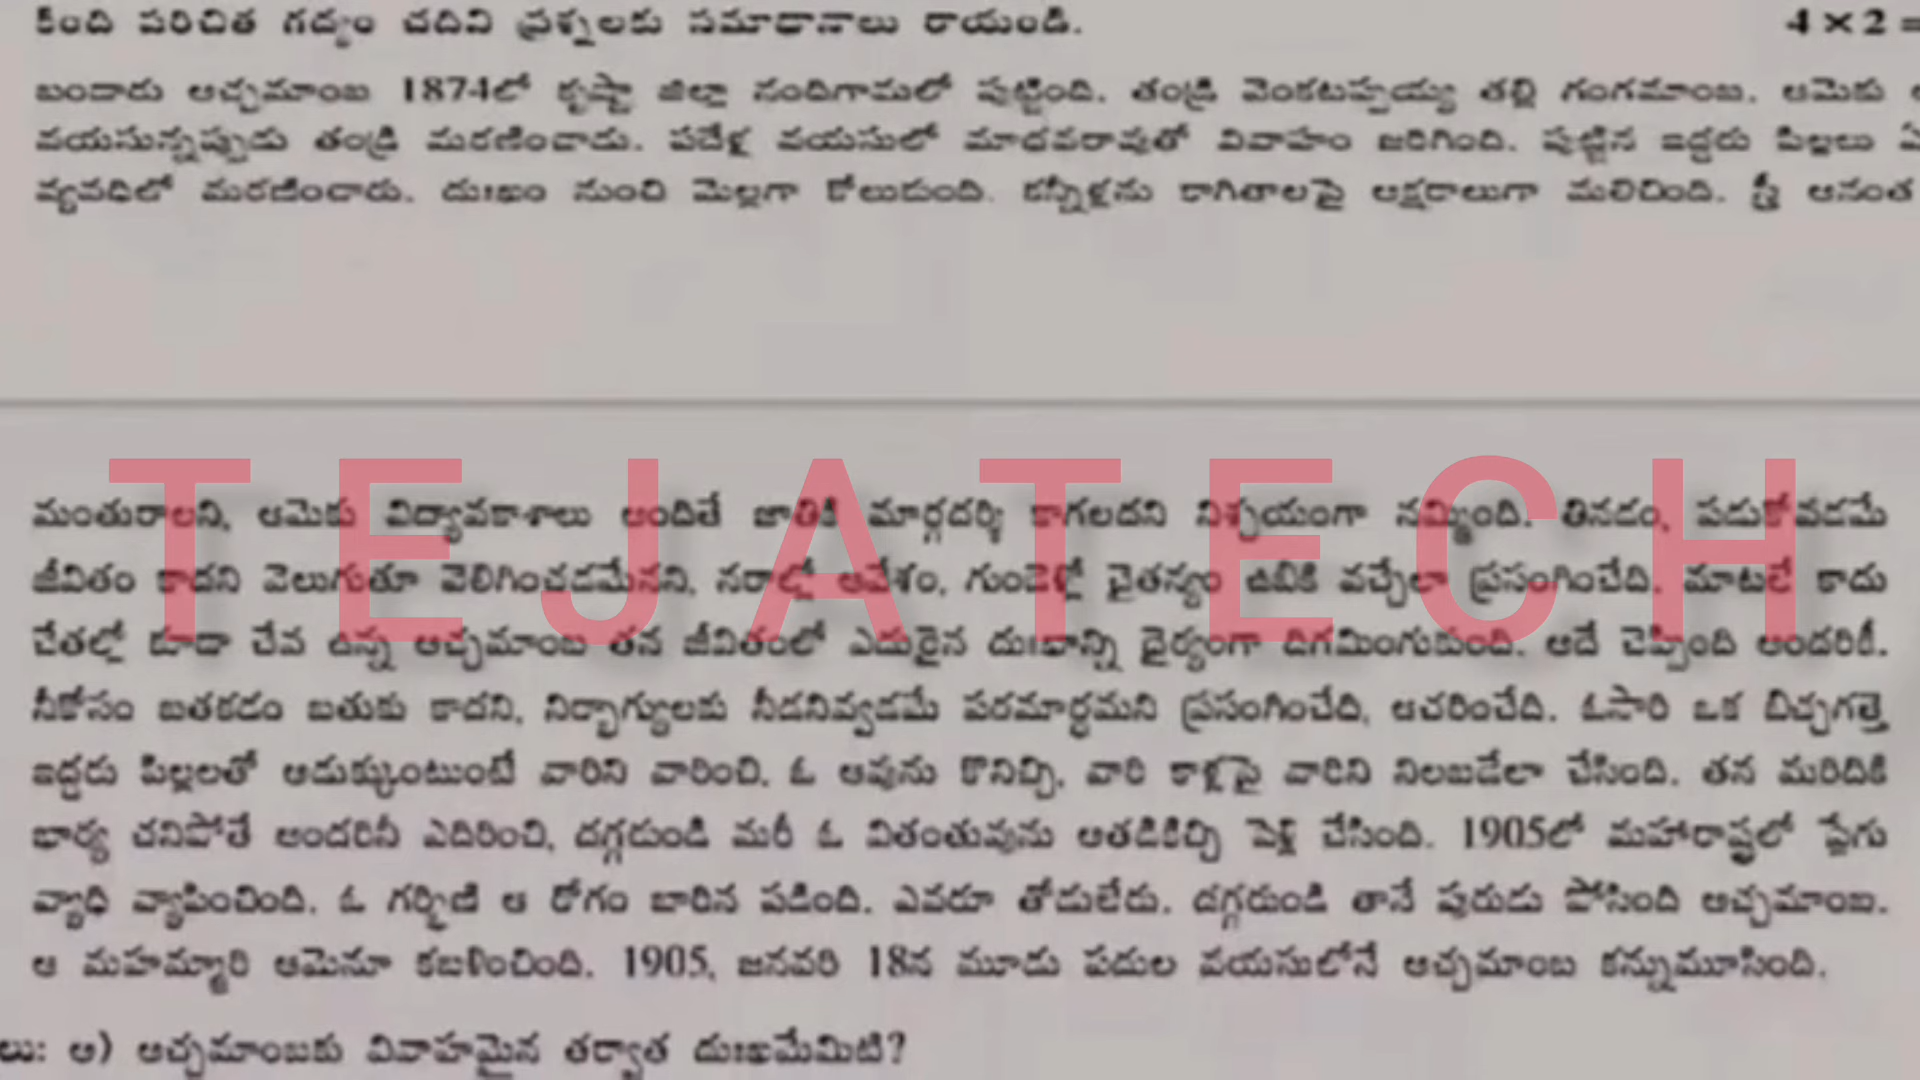 కింది పరిచిత గద్యం చదివి ప్రశ్నలకు సమాధానాలు రాయండి. 4 × 2 =
బండారు అచ్చమాంబ 1874లో కృష్ణా జిల్లా నందిగామలో పుట్టింది. తండ్రి వెంకటప్పయ్య తల్లి గంగమాంబ. ఆమెకు
వయసున్నప్పుడు తండ్రి మరణించాడు. పదేళ్ల వయసులో మాధవరావుతో వివాహం జరిగింది. పుట్టిన ఇద్దరు పిల్లలు
వ్యవధిలో మరణించారు. దుఃఖం నుంచి మెల్లగా కోలుకుంది. కన్నీళ్లను కాగితాలపై అక్షరాలుగా మలిచింది. స్త్రీ అనంత
TEJATECH
మంతురాలని, ఆమెకు విద్యావకాశాలు అందితే జాతికి మార్గదర్శి కాగలదని నిశ్చయంగా నమ్మింది. తినడం, పడుకోవడమే
జీవితం కాదని వెలుగుతూ వెలిగించడమేనని, నరాల్లో ఆవేశం, గుండెల్లో చైతన్యం ఉబికి వచ్చేలా ప్రసంగించేది. మాటలే కాదు
చేతల్లో కూడా చేవ ఉన్న అచ్చమాంబ తన జీవితంలో ఎదురైన దుఃఖాన్ని ధైర్యంగా దిగమింగుకుంది. అదే చెప్పింది అందరికీ.
నీకోసం బతకడం బతుకు కాదని, నిర్భాగ్యులకు నీడనివ్వడమే పరమార్థమని ప్రసంగించేది, ఆచరించేది. ఓసారి ఒక బిచ్చగత్తె
ఇద్దరు పిల్లలతో అడుక్కుంటుంటే వారిని వారించి, ఓ ఆవును కొనిచ్చి, వారి కాళ్లపై వారిని నిలబడేలా చేసింది. తన మరిదికి
భార్య చనిపోతే అందరినీ ఎదిరించి, దగ్గరుండి మరీ ఓ వితంతువును అతడికిచ్చి పెళ్లి చేసింది. 1905లో మహారాష్ట్రలో ప్లేగు
వ్యాధి వ్యాపించింది. ఓ గర్భిణి ఆ రోగం బారిన పడింది. ఎవరూ తోడులేరు. దగ్గరుండి తానే పురుడు పోసింది అచ్చమాంబ.
ఆ మహమ్మారి ఆమెనూ కబళించింది. 1905, జనవరి 18న మూడు పదుల వయసులోనే అచ్చమాంబ కన్నుమూసింది.
లు: అ) అచ్చమాంబకు వివాహమైన తర్వాత దుఃఖమేమిటి?